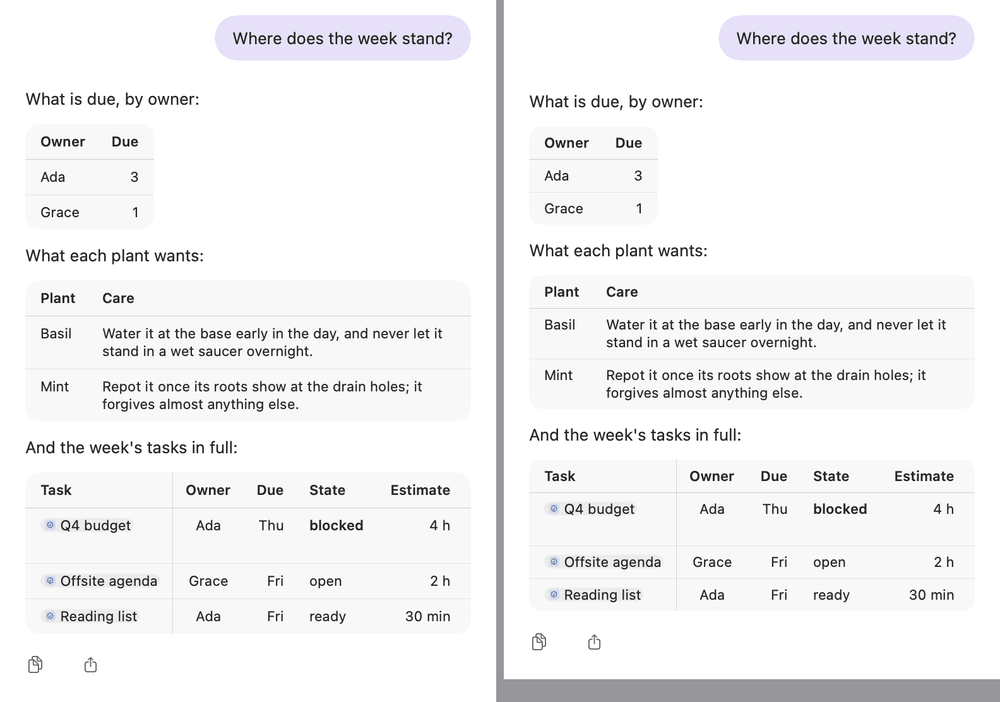 Where does the week stand?
What is due, by owner:
Owner Due
Ada 3
Grace 1
What each plant wants:
Plant Care
Basil Water it at the base early in the day, and never let it
stand in a wet saucer overnight.
Mint Repot it once its roots show at the drain holes; it
forgives almost anything else.
And the week's tasks in full:
Task Owner Due State Estimate
Q4 budget Ada Thu blocked 4 h
Offsite agenda Grace Fri open 2 h
Reading list Ada Fri ready 30 min
Where does the week stand?
What is due, by owner:
Owner Due
Ada 3
Grace 1
What each plant wants:
Plant Care
Basil Water it at the base early in the day, and never let it
stand in a wet saucer overnight.
Mint Repot it once its roots show at the drain holes; it
forgives almost anything else.
And the week's tasks in full:
Task Owner Due State Estimate
Q4 budget Ada Thu blocked 4 h
Offsite agenda Grace Fri open 2 h
Reading list Ada Fri ready 30 min